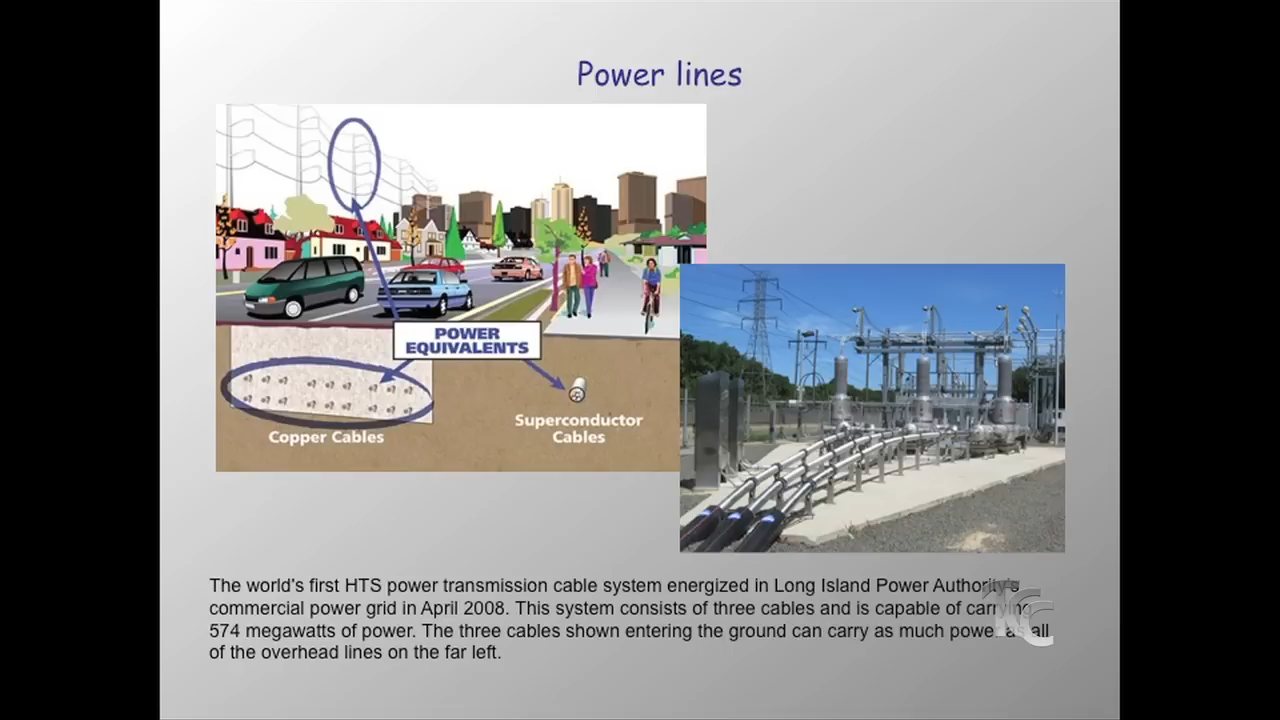 Power lines
POWER
EQUIVALENTS
Copper Cables
Superconductor
Cables
The world's first HTS power transmission cable system energized in Long Island Power Authority's
commercial power grid in April 2008. This system consists of three cables and is capable of carrying
574 megawatts of power. The three cables shown entering the ground can carry as much power as all
of the overhead lines on the far left.